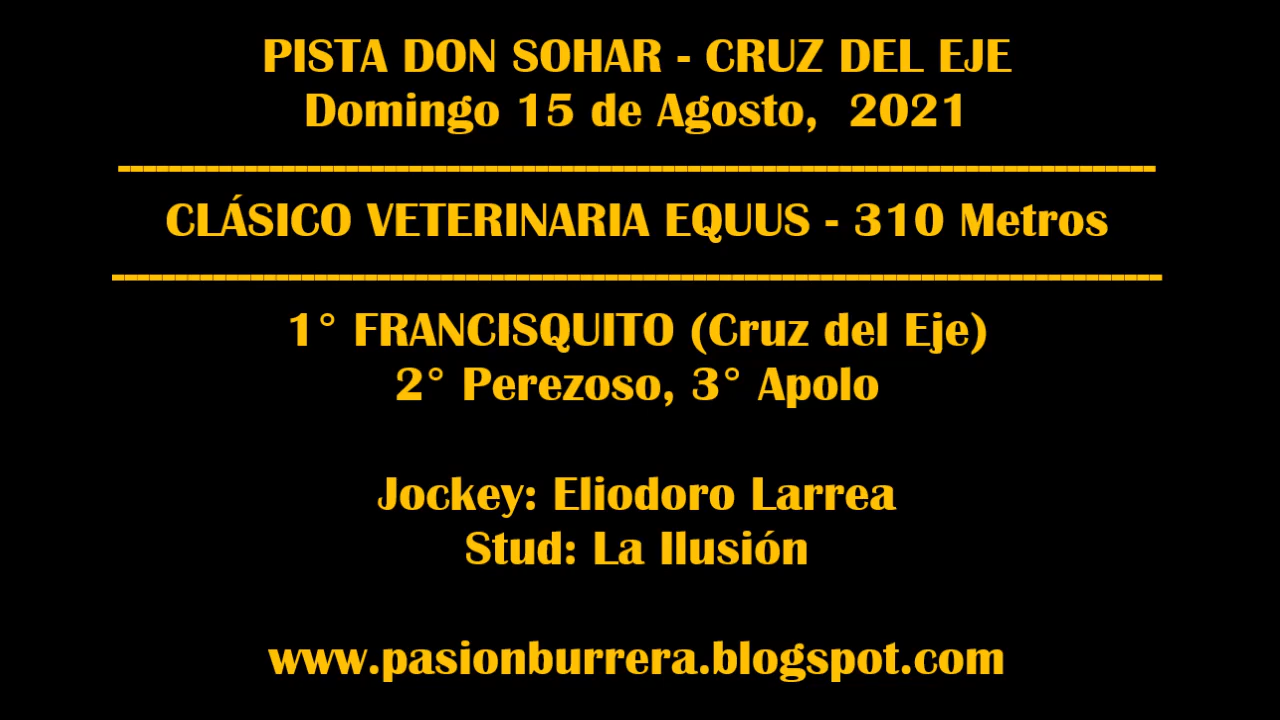 PISTA DON SOHAR - CRUZ DEL EJE
Domingo 15 de Agosto, 2021
CLÁSICO VETERINARIA EQUUS - 310 Metros
1° FRANCISQUITO (Cruz del Eje)
2° Perezoso, 3° Apolo
Jockey: Eliodoro Larrea
Stud: La Ilusión
www.pasionburrera.blogspot.com